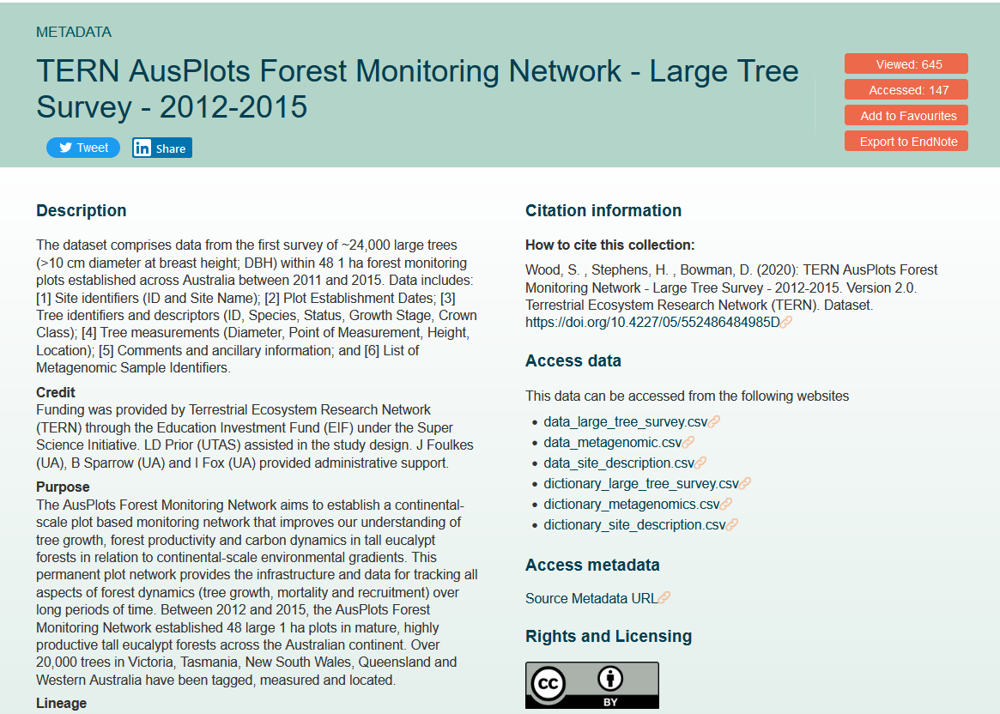 METADATA
TERN AusPlots Forest Monitoring Network - Large Tree
Survey - 2012-2015
Tweet
in Share
Viewed: 645
Accessed: 147
Add to Favourites
Export to EndNote
Description
The dataset comprises data from the first survey of ~24,000 large trees
(>10 cm diameter at breast height; DBH) within 48 1 ha forest monitoring
plots established across Australia between 2011 and 2015. Data includes:
[1] Site identifiers (ID and Site Name); [2] Plot Establishment Dates; [3]
Tree identifiers and descriptors (ID, Species, Status, Growth Stage, Crown
Class); [4] Tree measurements (Diameter, Point of Measurement, Height,
Location); [5] Comments and ancillary information; and [6] List of
Metagenomic Sample Identifiers.
Credit
Funding was provided by Terrestrial Ecosystem Research Network
(TERN) through the Education Investment Fund (EIF) under the Super
Science Initiative. LD Prior (UTAS) assisted in the study design. J Foulkes
(UA), B Sparrow (UA) and I Fox (UA) provided administrative support.
Purpose
The AusPlots Forest Monitoring Network aims to establish a continental-
scale plot based monitoring network that improves our understanding of
tree growth, forest productivity and carbon dynamics in tall eucalypt
forests in relation to continental-scale environmental gradients. This
permanent plot network provides the infrastructure and data for tracking all
aspects of forest dynamics (tree growth, mortality and recruitment) over
long periods of time. Between 2012 and 2015, the AusPlots Forest
Monitoring Network established 48 large 1 ha plots in mature, highly
productive tall eucalypt forests across the Australian continent. Over
20,000 trees in Victoria, Tasmania, New South Wales, Queensland and
Western Australia have been tagged, measured and located.
Lineage
Citation information
How to cite this collection:
Wood, S. , Stephens, H. , Bowman, D. (2020): TERN AusPlots Forest
Monitoring Network - Large Tree Survey - 2012-2015. Version 2.0.
Terrestrial Ecosystem Research Network (TERN). Dataset.
https://doi.org/10.4227/05/552486484985D
Access data
This data can be accessed from the following websites
• data_large_tree_survey.csv
• data_metagenomic.csv
• data_site_description.csv
• dictionary_large_tree_survey.csv
• dictionary_metagenomics.csv
• dictionary_site_description.csv
Access metadata
Source Metadata URL
Rights and Licensing
cc
BY